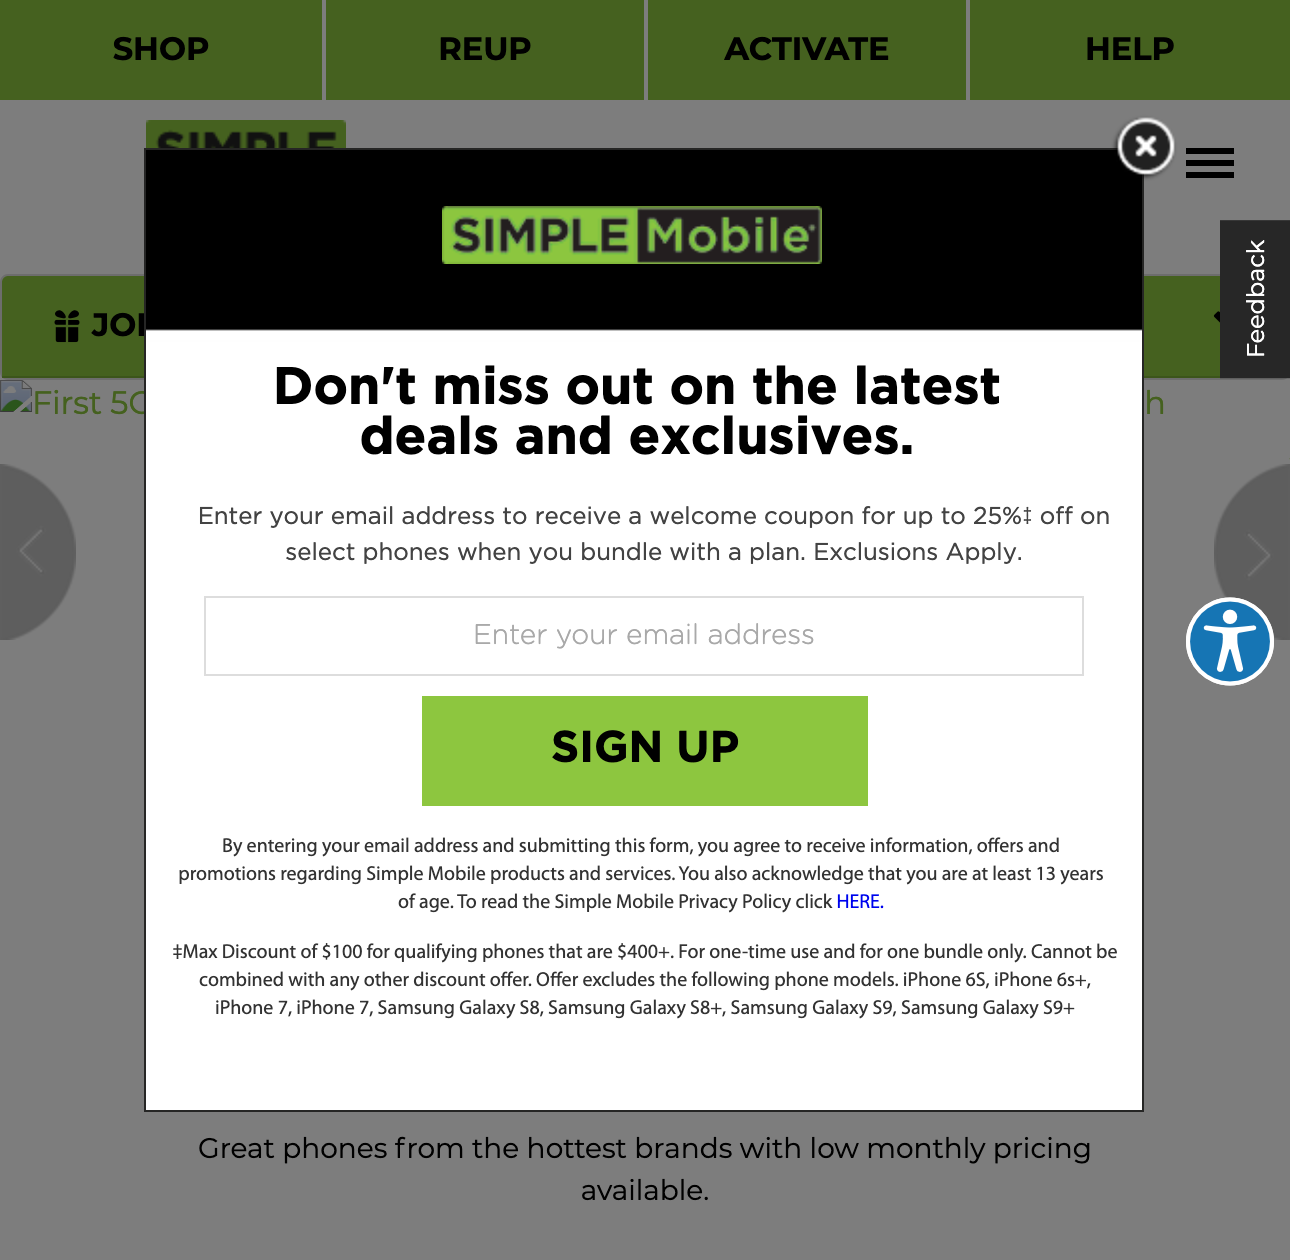 SHOP
REUP
ACTIVATE
HELP
SIMPLE
SIMPLE Mobile
Feedback
First 5G
Don't miss out on the latest
deals and exclusives.
Enter your email address to receive a welcome coupon for up to 25%‡ off on
select phones when you bundle with a plan. Exclusions Apply.
Enter your email address
SIGN UP
By entering your email address and submitting this form, you agree to receive information, offers and
promotions regarding Simple Mobile products and services. You also acknowledge that you are at least 13 years
of age. To read the Simple Mobile Privacy Policy click HERE.
‡Max Discount of $100 for qualifying phones that are $400+. For one-time use and for one bundle only. Cannot be
combined with any other discount offer. Offer excludes the following phone models. iPhone 6S, iPhone 6s+,
iPhone 7, iPhone 7, Samsung Galaxy S8, Samsung Galaxy S8+, Samsung Galaxy S9, Samsung Galaxy S9+
Great phones from the hottest brands with low monthly pricing
available.